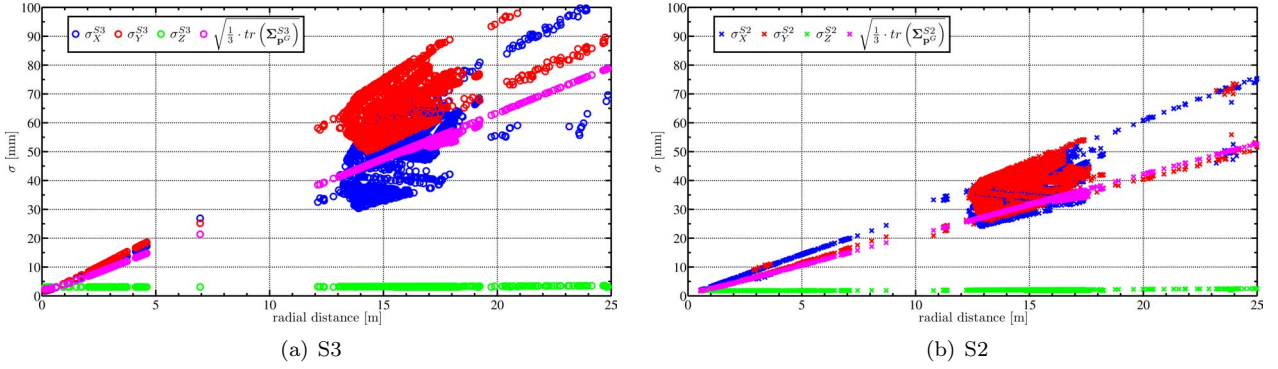 σ_X^{S3} σ_Y^{S3} σ_Z^{S3} √(1/3 · tr (Σ_{p^G}^{S3}))
100
90
80
70
60
50
40
30
20
10
0
0 5 10 15 20 25
σ [mm]
radial distance [m]
(a) S3
σ_X^{S2} σ_Y^{S2} σ_Z^{S2} √(1/3 · tr (Σ_{p^G}^{S2}))
100
90
80
70
60
50
40
30
20
10
0
0 5 10 15 20 25
σ [mm]
radial distance [m]
(b) S2